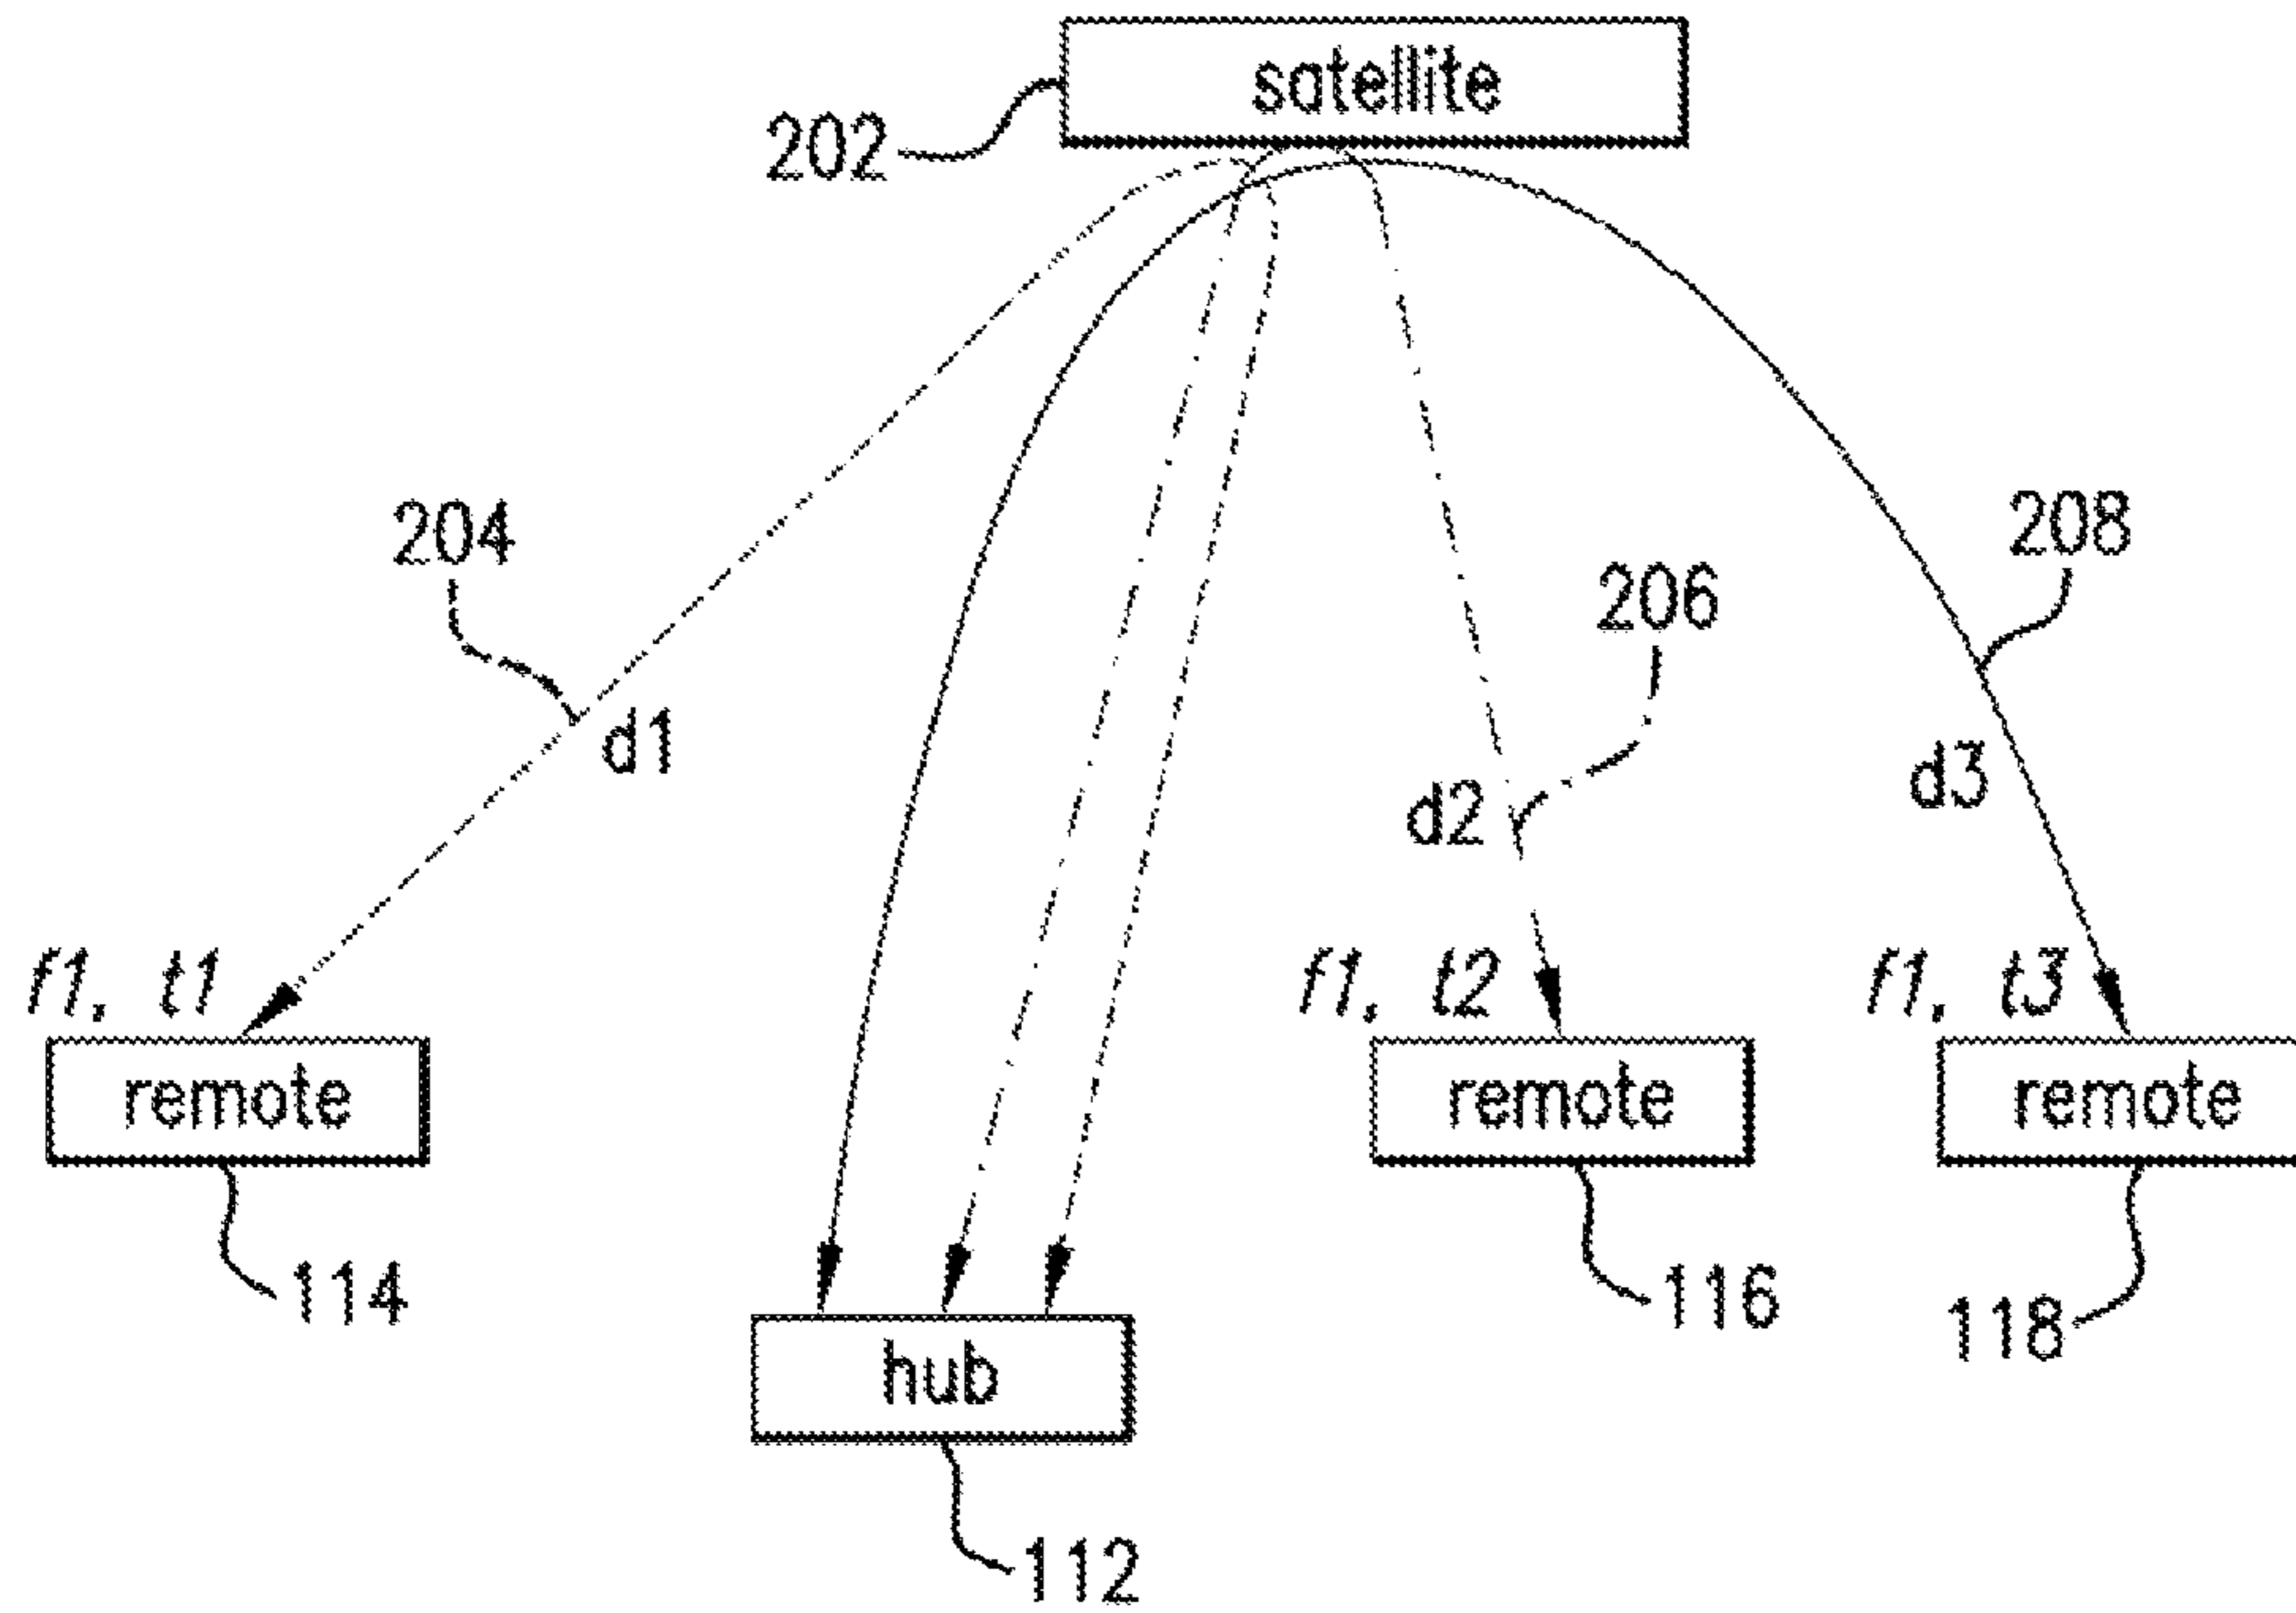 satellite
202
204
208
206
d1
d3
d2
f1, t1
f1, t2
f1, t3
remote
remote
remote
114
116
118
hub
112